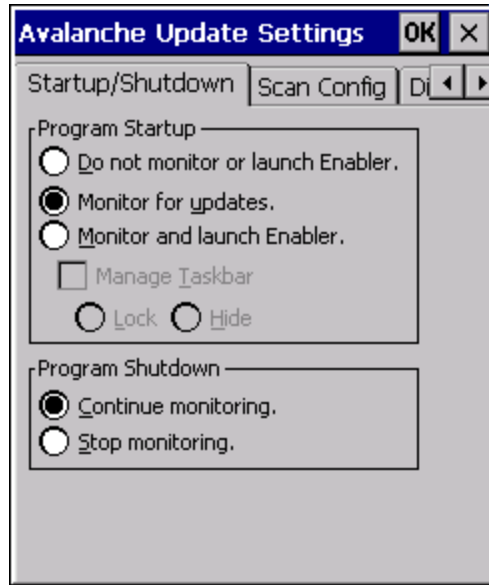 Avalanche Update Settings OK ×
Startup/Shutdown Scan Config Di
Program Startup
Do not monitor or launch Enabler.
Monitor for updates.
Monitor and launch Enabler.
Manage Taskbar
Lock Hide
Program Shutdown
Continue monitoring.
Stop monitoring.